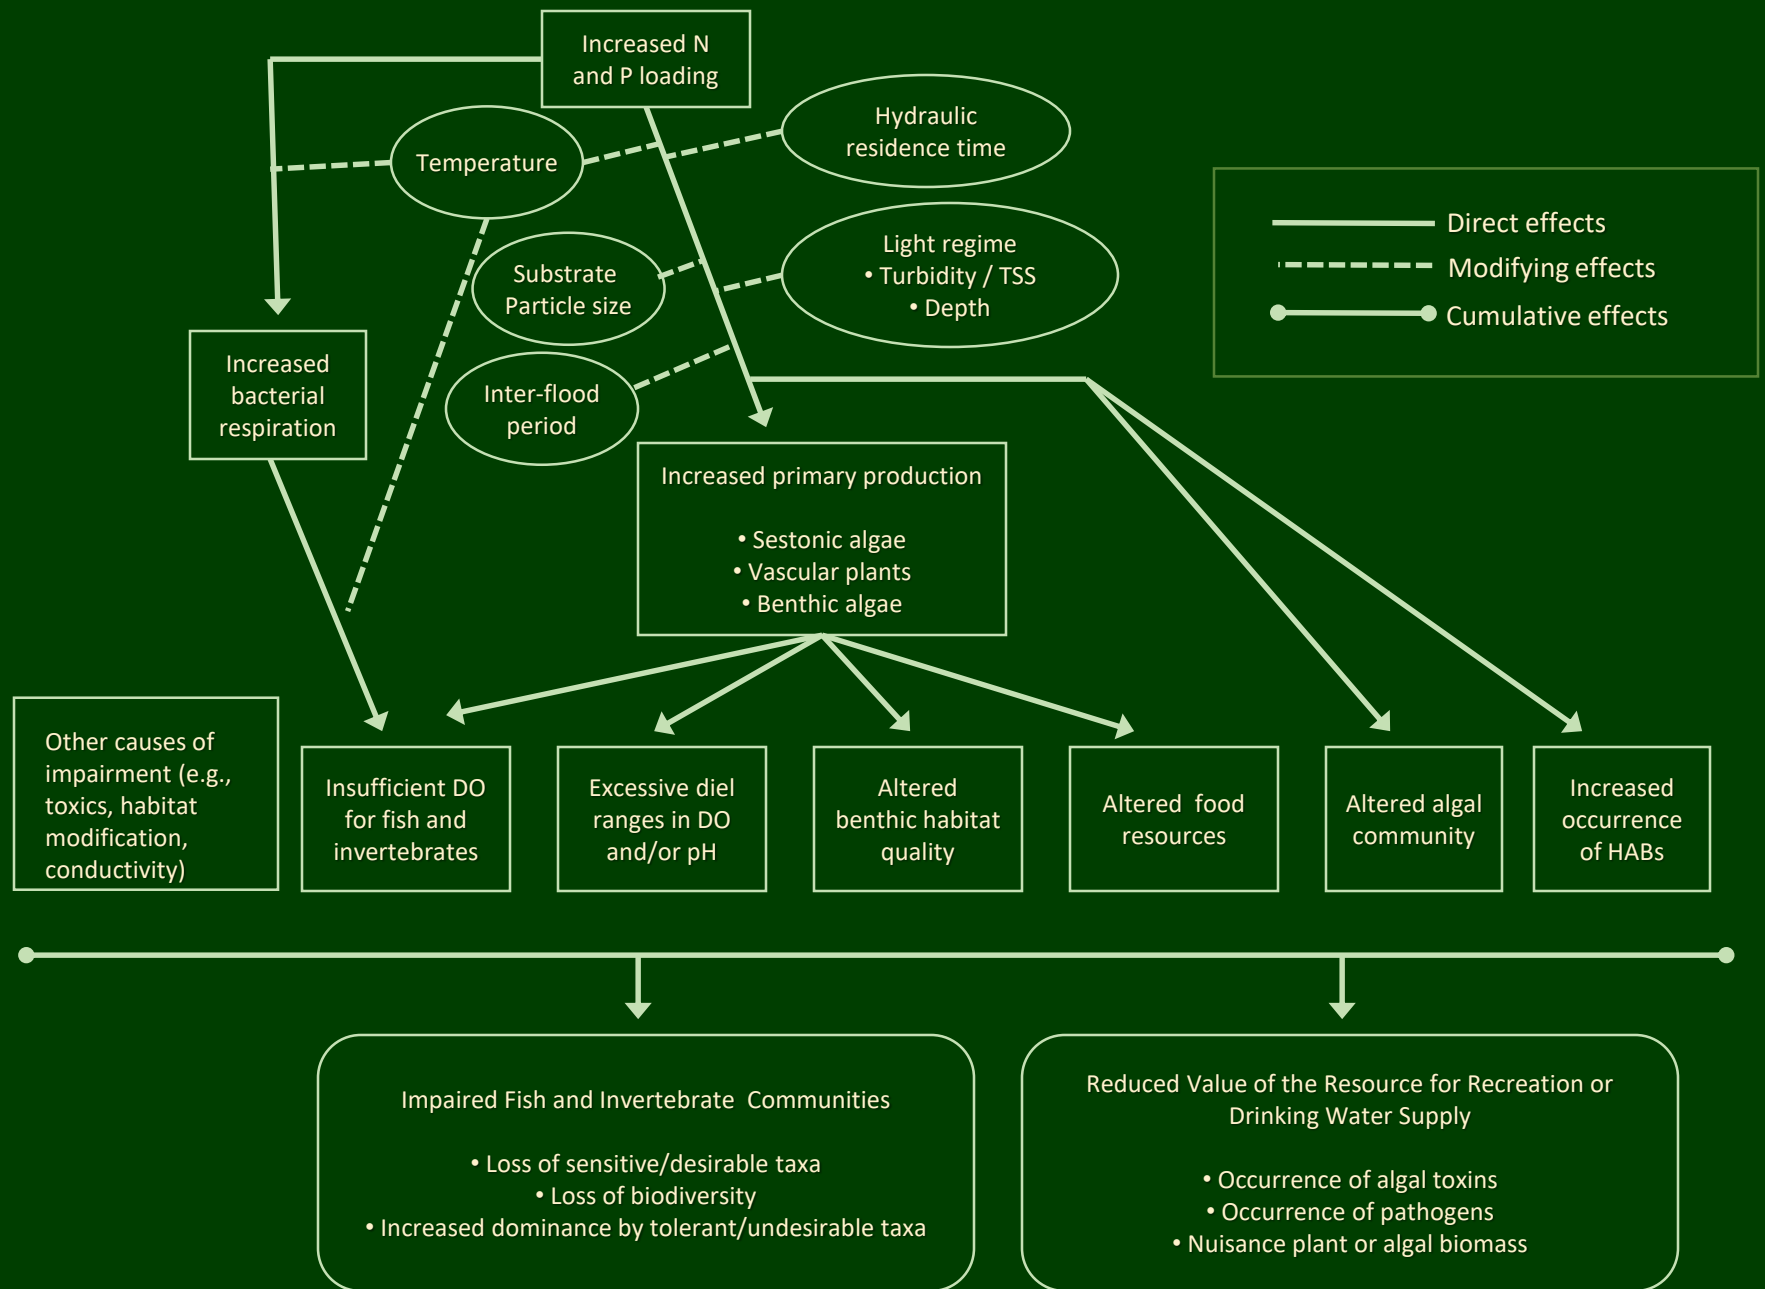 Increased N
and P loading
Temperature
Hydraulic
residence time
Substrate
Particle size
Light regime
• Turbidity / TSS
• Depth
Inter-flood
period
Direct effects
Modifying effects
Cumulative effects
Increased
bacterial
respiration
Increased primary production
• Sestonic algae
• Vascular plants
• Benthic algae
Other causes of
impairment (e.g.,
toxics, habitat
modification,
conductivity)
Insufficient DO
for fish and
invertebrates
Excessive diel
ranges in DO
and/or pH
Altered
benthic habitat
quality
Altered food
resources
Altered algal
community
Increased
occurrence
of HABs
Impaired Fish and Invertebrate Communities
• Loss of sensitive/desirable taxa
• Loss of biodiversity
• Increased dominance by tolerant/undesirable taxa
Reduced Value of the Resource for Recreation or
Drinking Water Supply
• Occurrence of algal toxins
• Occurrence of pathogens
• Nuisance plant or algal biomass